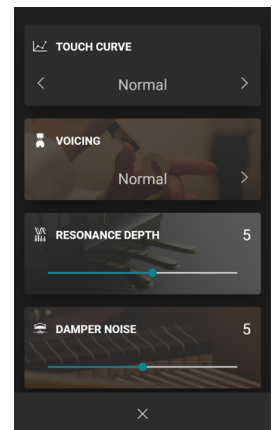 TOUCH CURVE
Normal
VOICING
Normal
RESONANCE DEPTH 5
DAMPER NOISE 5